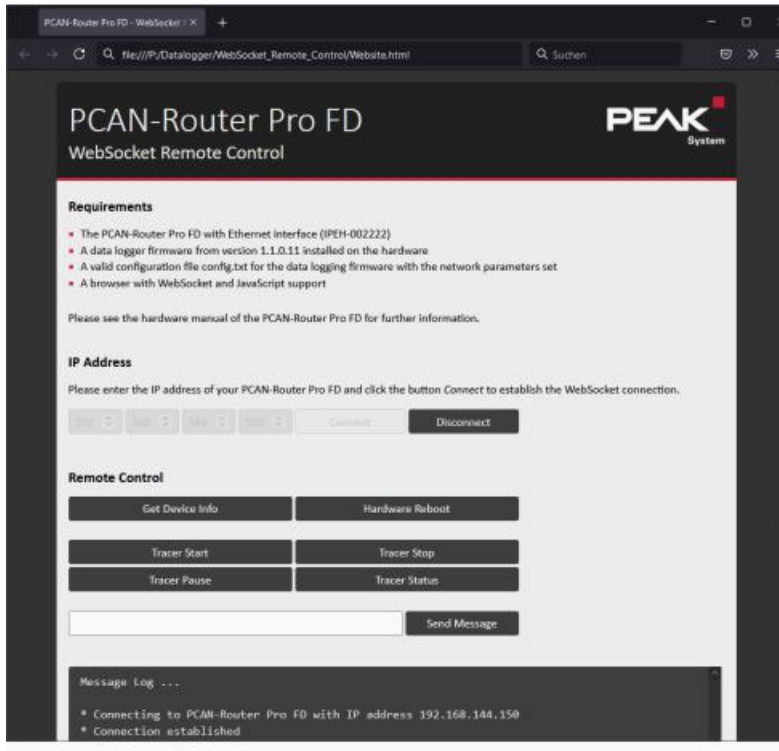 PCAN-Router Pro FD - WebSocket
file:///P:/Datalogger/WebSocket_Remote_Control/Website.html
Suchen
PCAN-Router Pro FD
WebSocket Remote Control
PEAK
System
Requirements
The PCAN-Router Pro FD with Ethernet interface (IPEH-002222)
A data logger firmware from version 1.1.0.11 installed on the hardware
A valid configuration file config.txt for the data logging firmware with the network parameters set
A browser with WebSocket and JavaScript support
Please see the hardware manual of the PCAN-Router Pro FD for further information.
IP Address
Please enter the IP address of your PCAN-Router Pro FD and click the button Connect to establish the WebSocket connection.
Connect Disconnect
Remote Control
Get Device Info Hardware Reboot
Tracer Start Tracer Stop
Tracer Pause Tracer Status
Send Message
Message Log ...
* Connecting to PCAN-Router Pro FD with IP address 192.168.144.150
* Connection established